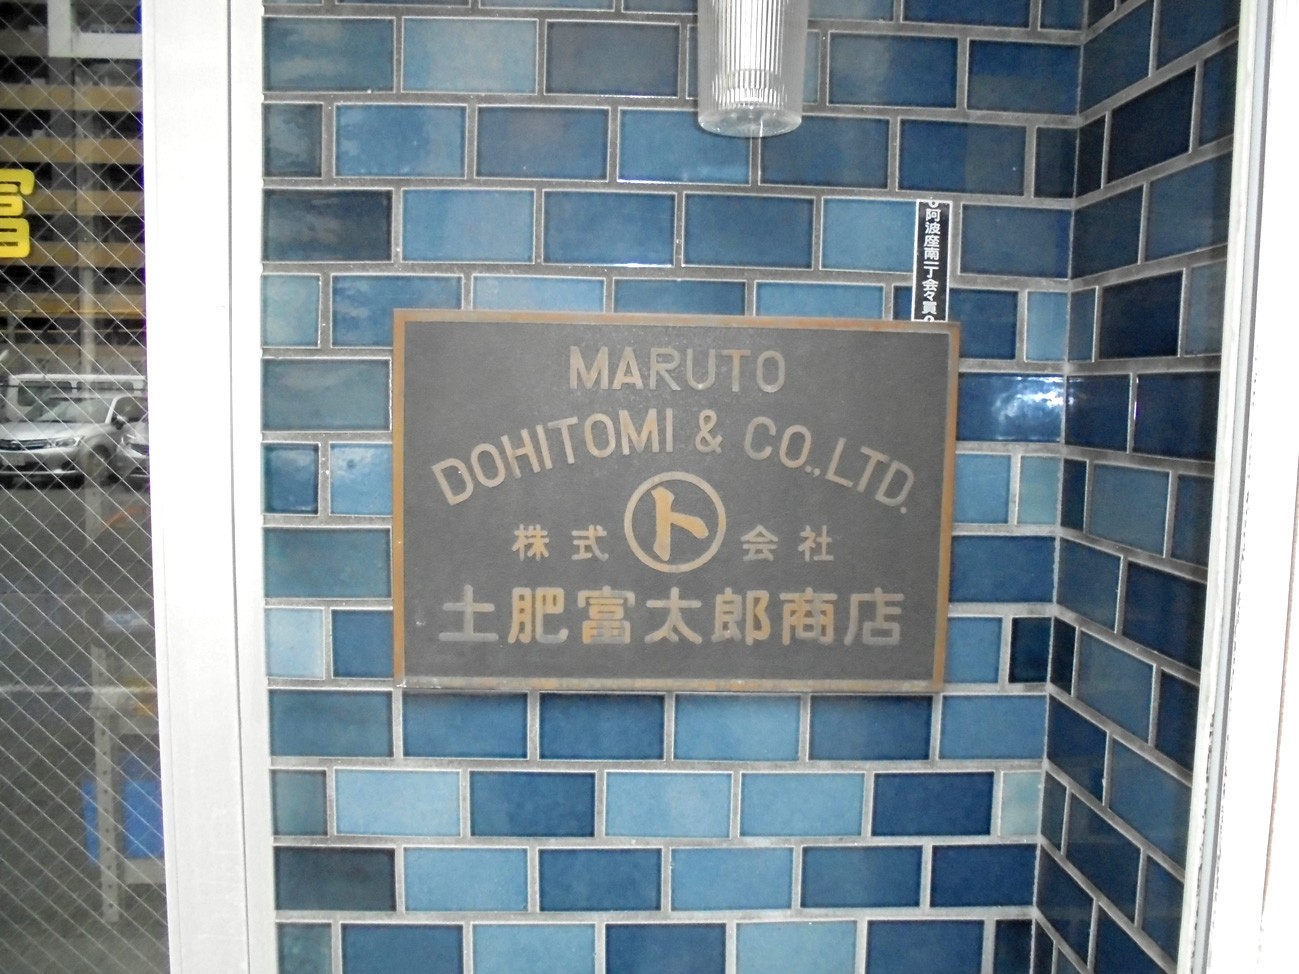 富
阿波座南一丁会々員
MARUTO
DOHITOMI & CO., LTD.
株式 ト 会社
土肥富太郎商店